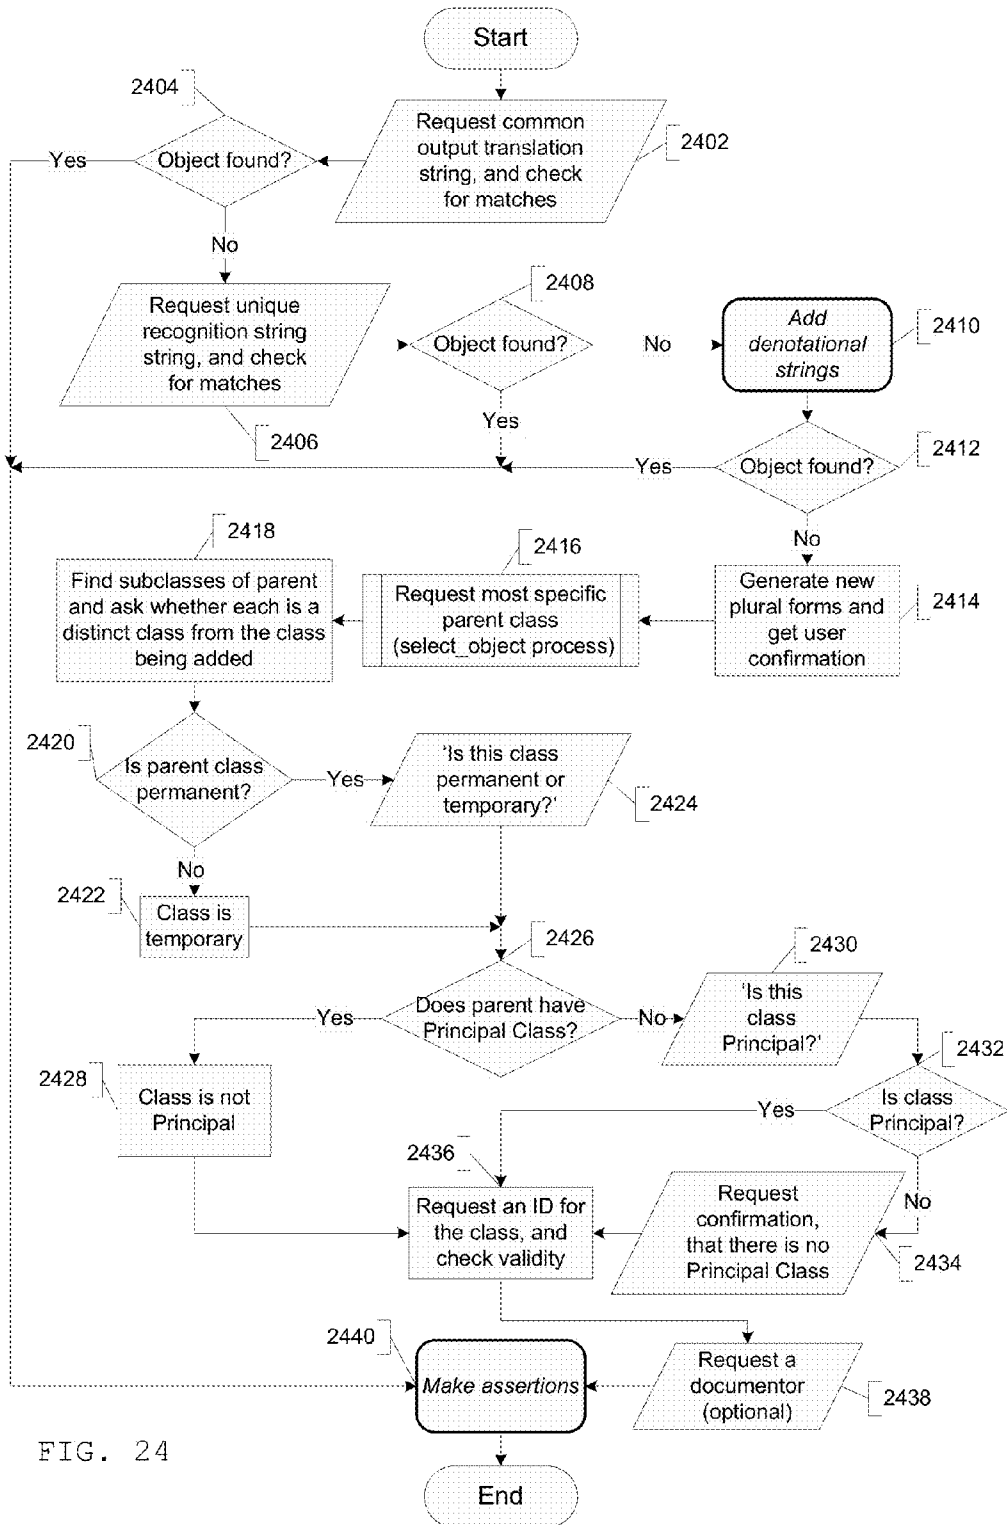 Start
2404
Request common
output translation
string, and check
for matches
2402
Yes
Object found?
No
2408
Request unique
recognition string
string, and check
for matches
Object found?
No
Add
denotational
strings
2410
2406
Yes
Yes
Object found?
2412
No
2418
2416
Find subclasses of parent
and ask whether each is a
distinct class from the class
being added
Request most specific
parent class
(select_object process)
Generate new
plural forms and
get user
confirmation
2414
2420
Is parent class
permanent?
Yes
'Is this class
permanent or
temporary?'
2424
No
2422
Class is
temporary
2426
2430
Yes
Does parent have
Principal Class?
No
'Is this
class
Principal?'
2432
2428
Class is not
Principal
Yes
Is class
Principal?
2436
No
Request an ID for
the class, and
check validity
Request
confirmation,
that there is no
Principal Class
2434
2440
Make assertions
Request a
documentor
(optional)
2438
FIG. 24
End